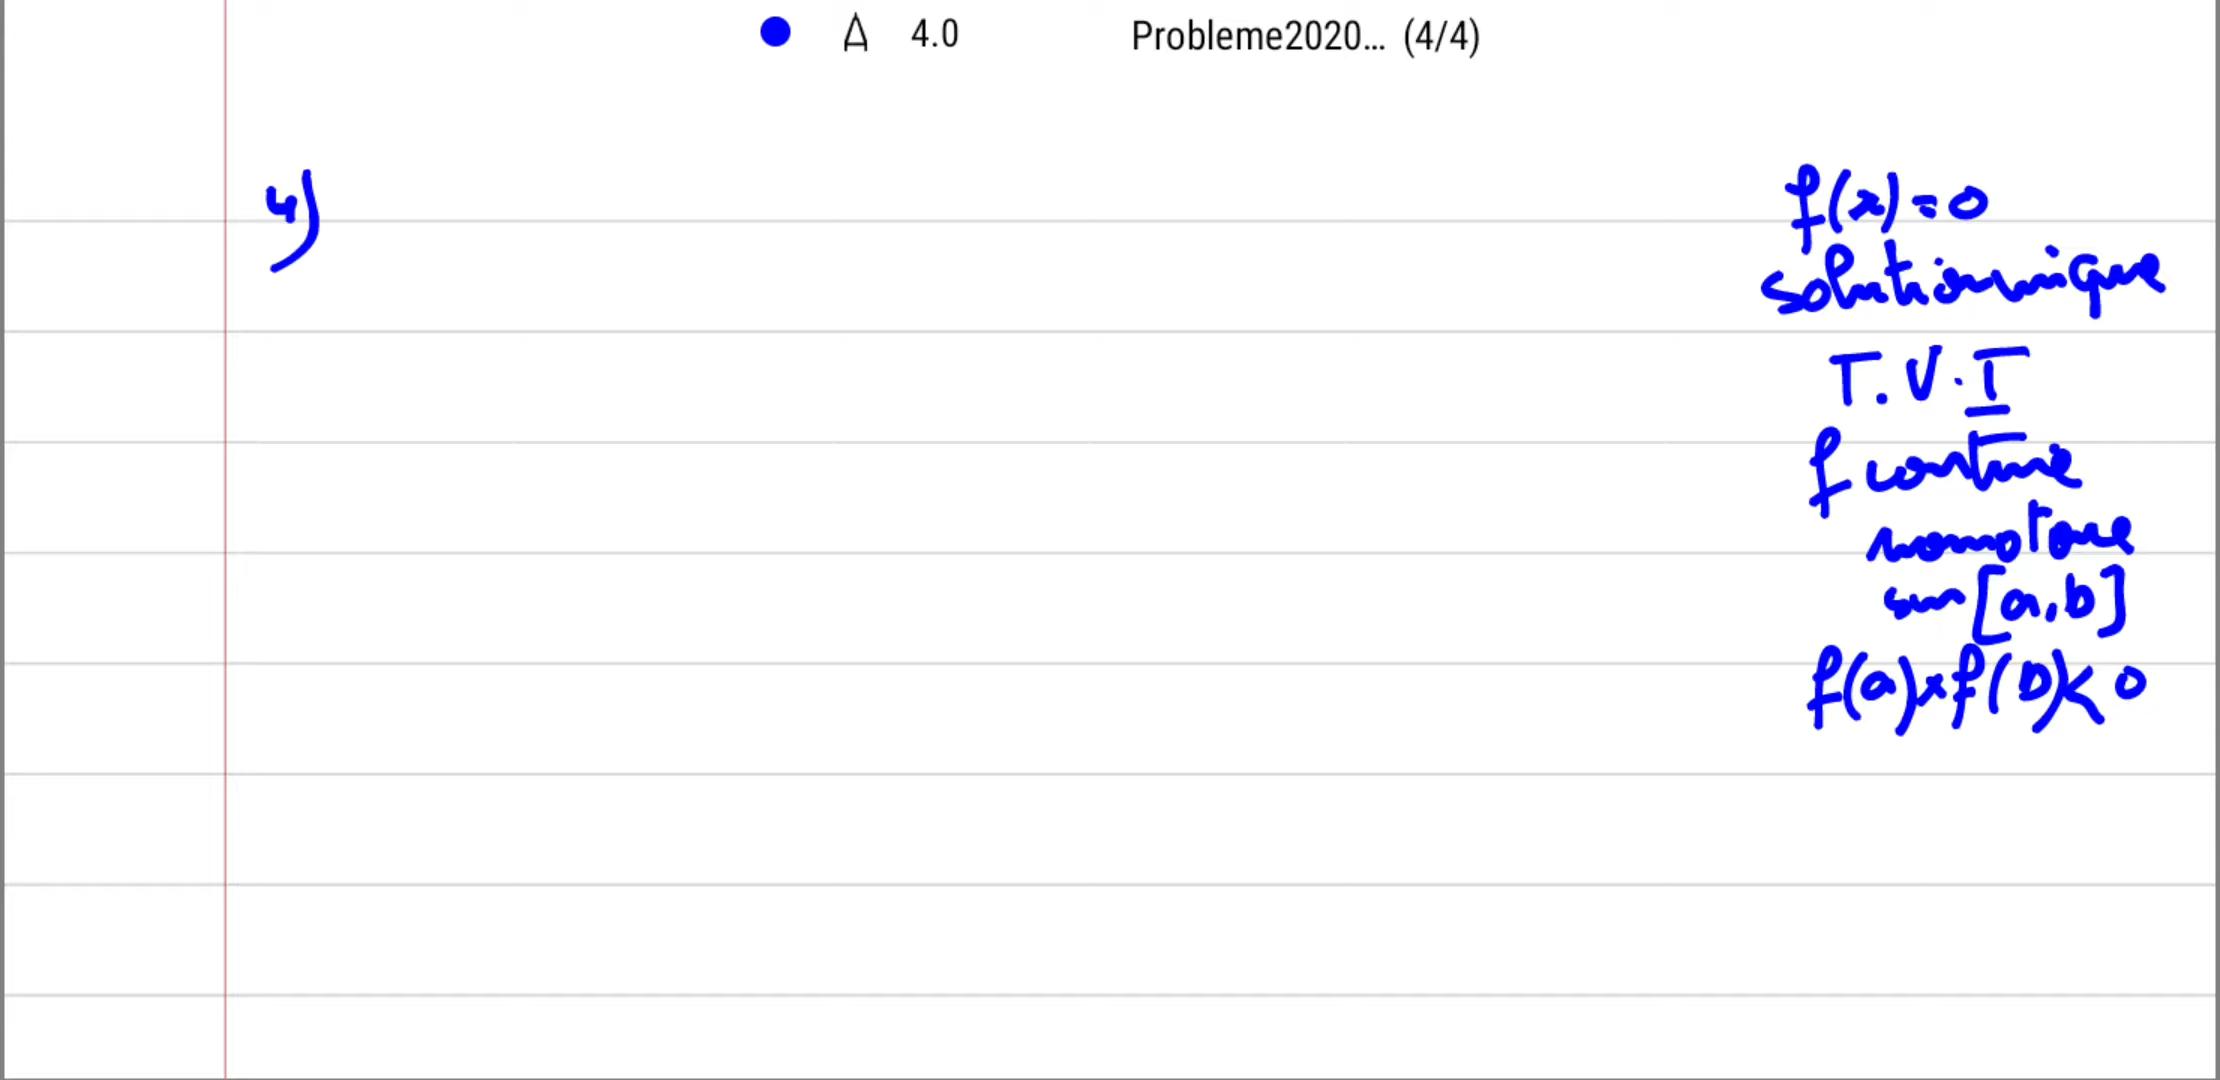 4.0 Probleme2020... (4/4)
4)
f(x)=0
solution unique
T.V.I
f continue
monotone
sur [a,b]
f(a)×f(b)<0